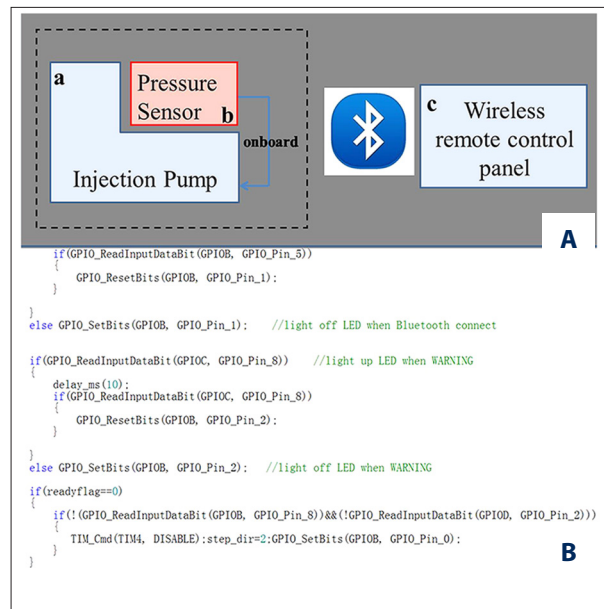 a
Pressure
Sensor
b
onboard
Injection Pump
c
Wireless
remote control
panel
A
if(GPIO_ReadInputDataBit(GPIOB, GPIO_Pin_5))
{
GPIO_ResetBits(GPIOB, GPIO_Pin_1);
}
}
else GPIO_SetBits(GPIOB, GPIO_Pin_1); //light off LED when Bluetooth connect
if(GPIO_ReadInputDataBit(GPIOC, GPIO_Pin_8)) //light up LED when WARNING
{
delay_ms(10);
if(GPIO_ReadInputDataBit(GPIOC, GPIO_Pin_8))
{
GPIO_ResetBits(GPIOB, GPIO_Pin_2);
}
}
else GPIO_SetBits(GPIOB, GPIO_Pin_2); //light off LED when WARNING
if(readyflag==0)
{
if(!(GPIO_ReadInputDataBit(GPIOB, GPIO_Pin_8))&&(!GPIO_ReadInputDataBit(GPIOD, GPIO_Pin_2)))
{
TIM_Cmd(TIM4, DISABLE);step_dir=2;GPIO_SetBits(GPIOB, GPIO_Pin_0);
}
}
B